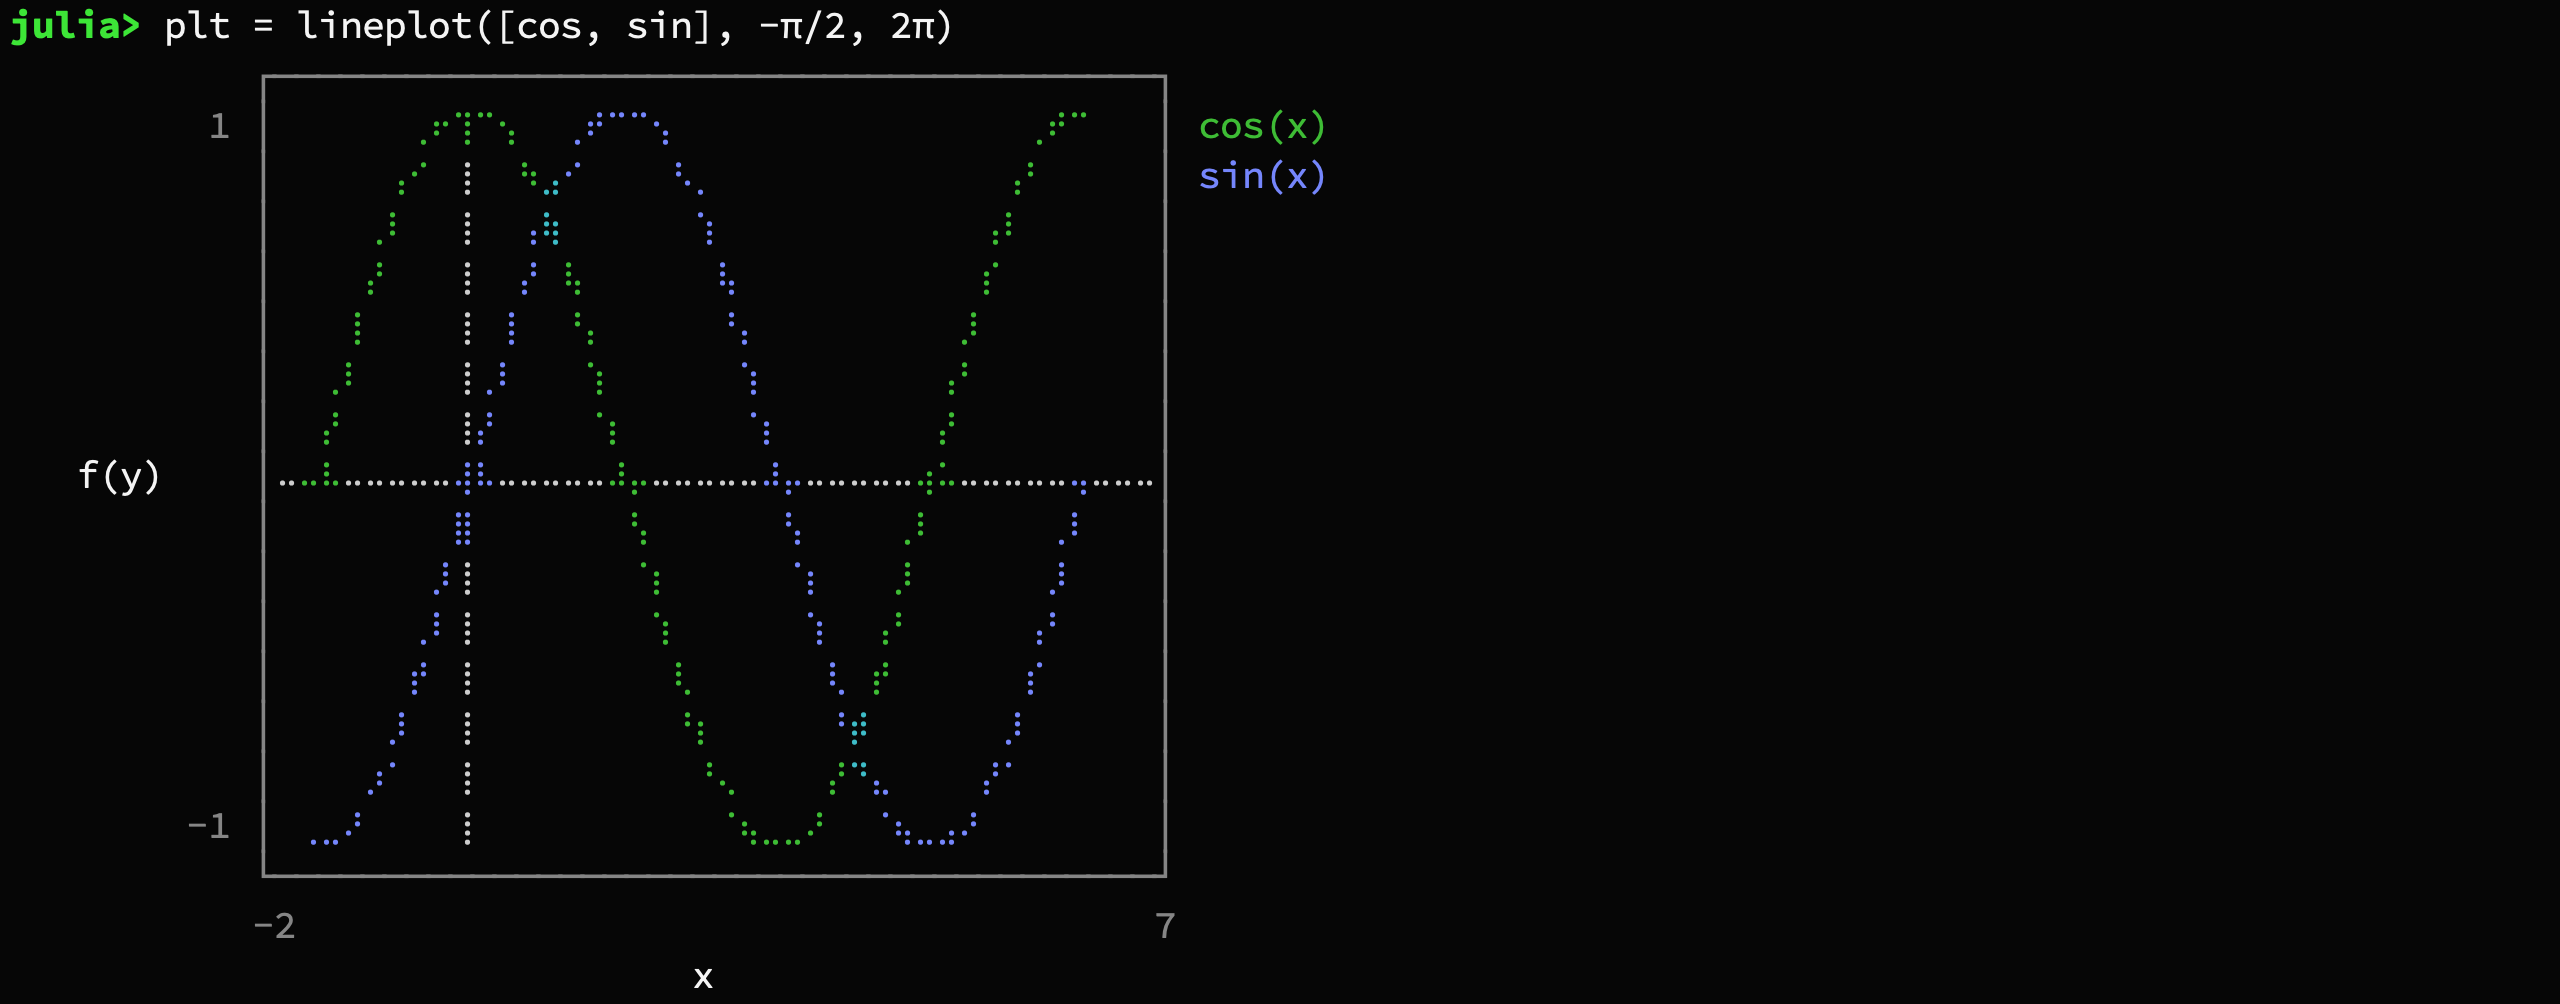 julia> plt = lineplot([cos, sin], -π/2, 2π)
1
cos(x)
sin(x)
f(y)
-1
-2
7
x